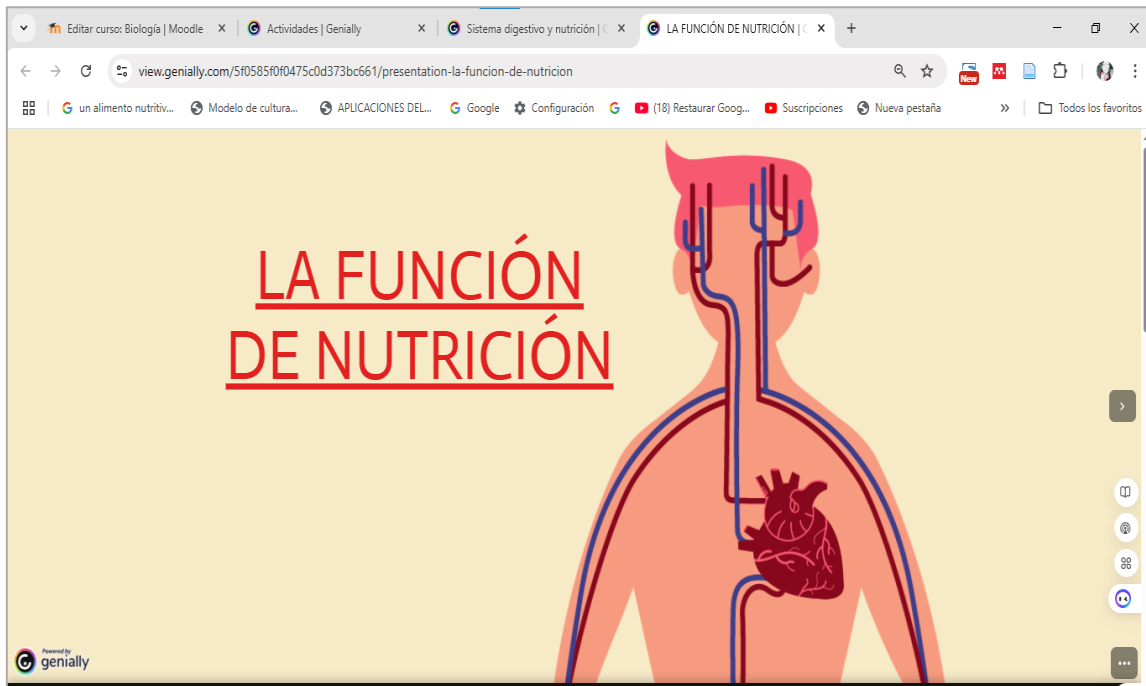 Editar curso: Biología | Moodle
Actividades | Genially
Sistema digestivo y nutrición |
LA FUNCIÓN DE NUTRICIÓN |
view.genially.com/5f0585f0f0475c0d373bc661/presentation-la-funcion-de-nutricion
New
un alimento nutritiv...
Modelo de cultura...
APLICACIONES DEL...
Google
Configuración
(18) Restaurar Goog...
Suscripciones
Nueva pestaña
Todos los favoritos
LA FUNCIÓN
DE NUTRICIÓN
Powered by
genially